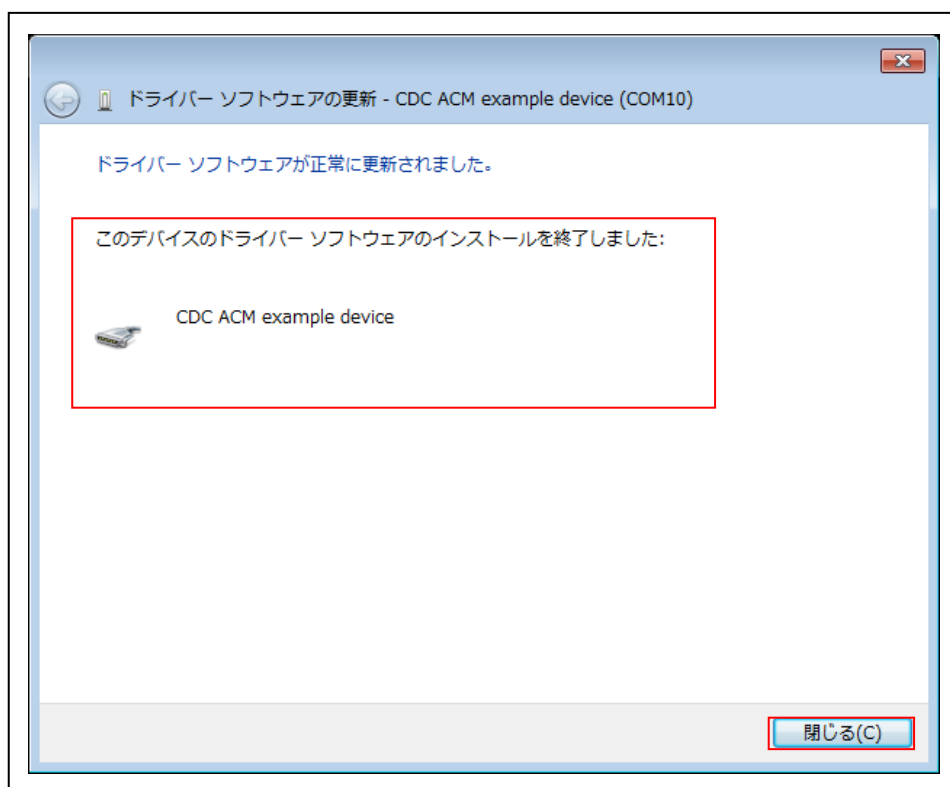 ドライバー ソフトウェアの更新 - CDC ACM example device (COM10)
ドライバー ソフトウェアが正常に更新されました。
このデバイスのドライバー ソフトウェアのインストールを終了しました:
CDC ACM example device
閉じる(C)